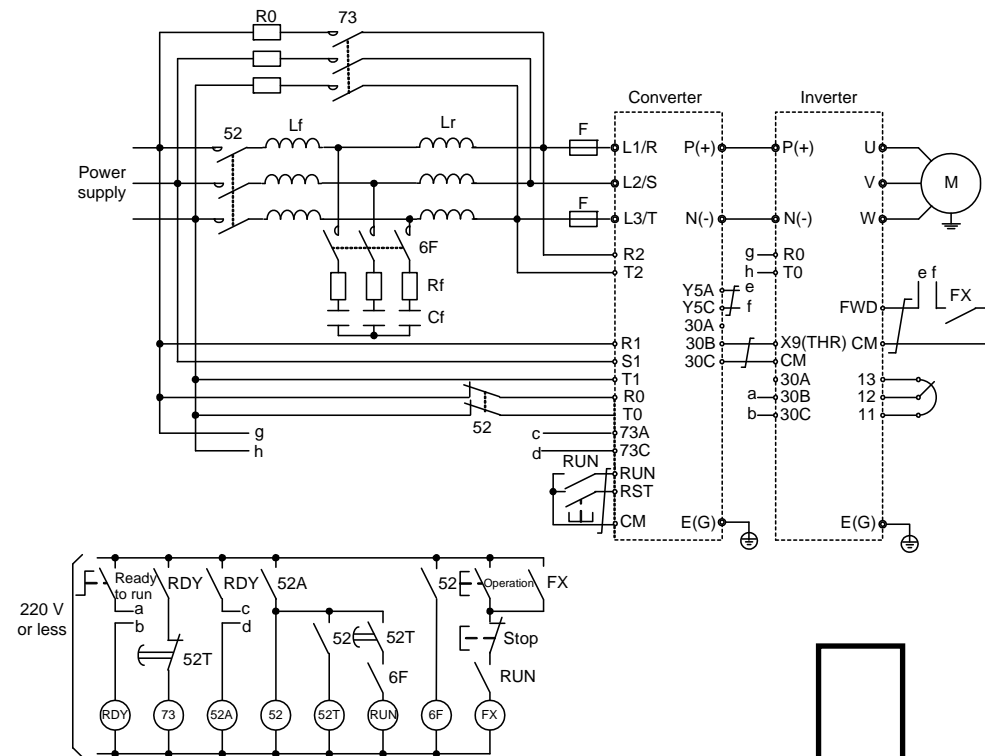 R0 73
Converter Inverter
52 Lf Lr F
L1/R P(+) P(+) U
Power
supply
L2/S V M
F
L3/T N(-) N(-) W
6F
R2 g R0
T2 h T0
Rf
Y5A e e f
Y5C f FWD FX
Cf
30A
R1 30B X9(THR) CM
S1 30C CM
T1 30A 13
R0 a 30B 12
T0 b 30C 11
52
g c 73A
h d 73C
RUN
RUN
RST
CM E(G) E(G)
220 V
or less
Ready
to run
RDY RDY 52A 52 Operation FX
a c
b d
52 52T Stop
52T
6F RUN
RDY 73 52A 52 52T RUN 6F FX